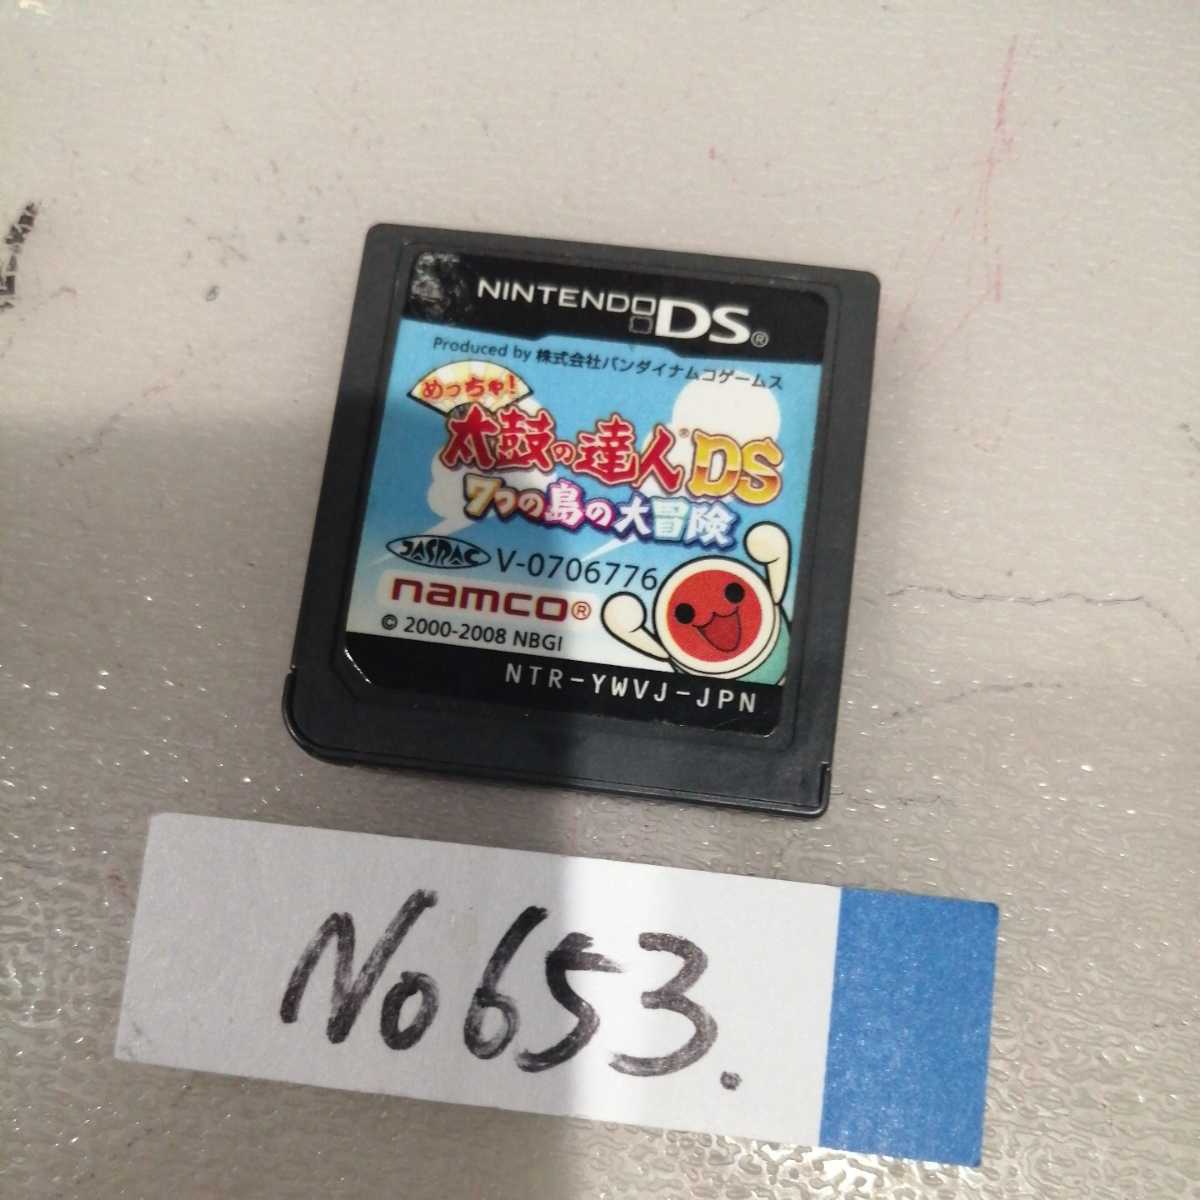 NINTENDO DS®
Produced by 株式会社バンダイナムコゲームス
めっちゃ!
太鼓の達人® DS
7つの島の大冒険
JASRAC V-0706776
namco®
© 2000-2008 NBGI
NTR-YWVJ-JPN
No653.